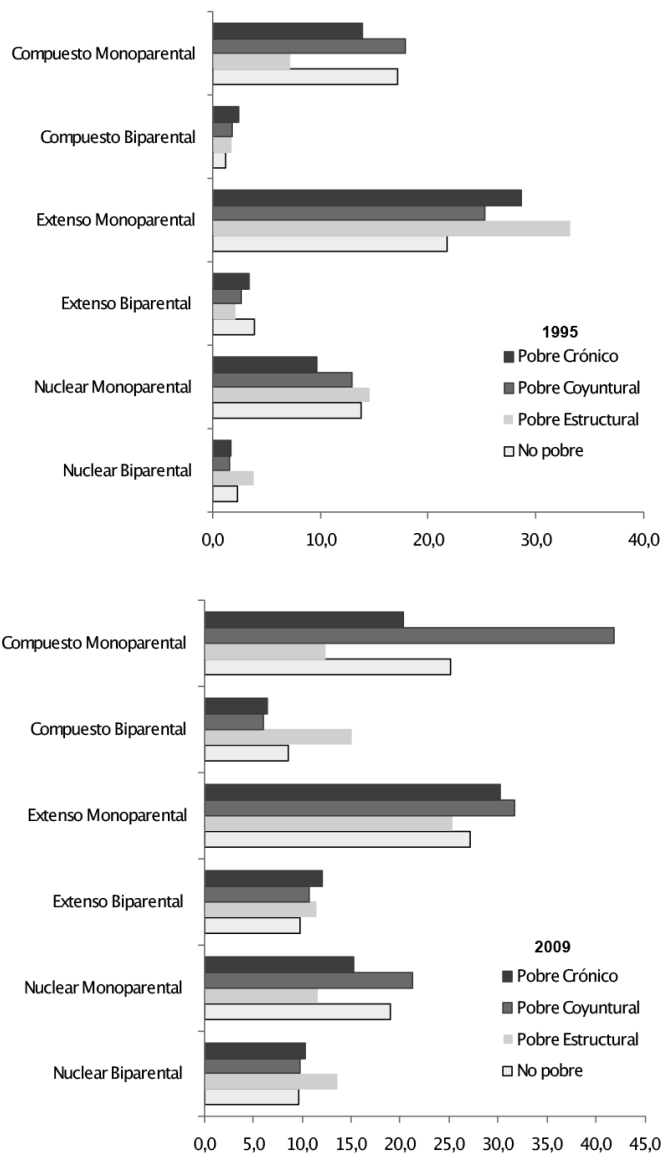 Compuesto Monoparental
Compuesto Biparental
Extenso Monoparental
Extenso Biparental
Nuclear Monoparental
Nuclear Biparental
1995
Pobre Crónico
Pobre Coyuntural
Pobre Estructural
No pobre
0,0 10,0 20,0 30,0 40,0
Compuesto Monoparental
Compuesto Biparental
Extenso Monoparental
Extenso Biparental
Nuclear Monoparental
Nuclear Biparental
2009
Pobre Crónico
Pobre Coyuntural
Pobre Estructural
No pobre
0,0 5,0 10,0 15,0 20,0 25,0 30,0 35,0 40,0 45,0